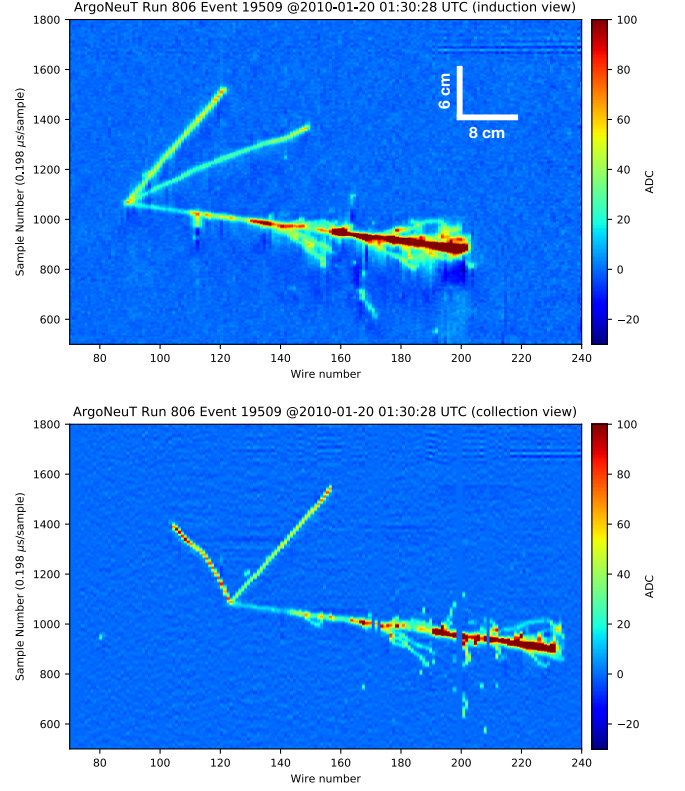 ArgoNeuT Run 806 Event 19509 @2010-01-20 01:30:28 UTC (induction view)
1800
1600
1400
1200
1000
800
600
Sample Number (0.198 μs/sample)
6 cm
8 cm
80 100 120 140 160 180 200 220 240
Wire number
100
80
60
40
20
0
−20
ADC
ArgoNeuT Run 806 Event 19509 @2010-01-20 01:30:28 UTC (collection view)
1800
1600
1400
1200
1000
800
600
Sample Number (0.198 μs/sample)
80 100 120 140 160 180 200 220 240
Wire number
100
80
60
40
20
0
−20
ADC